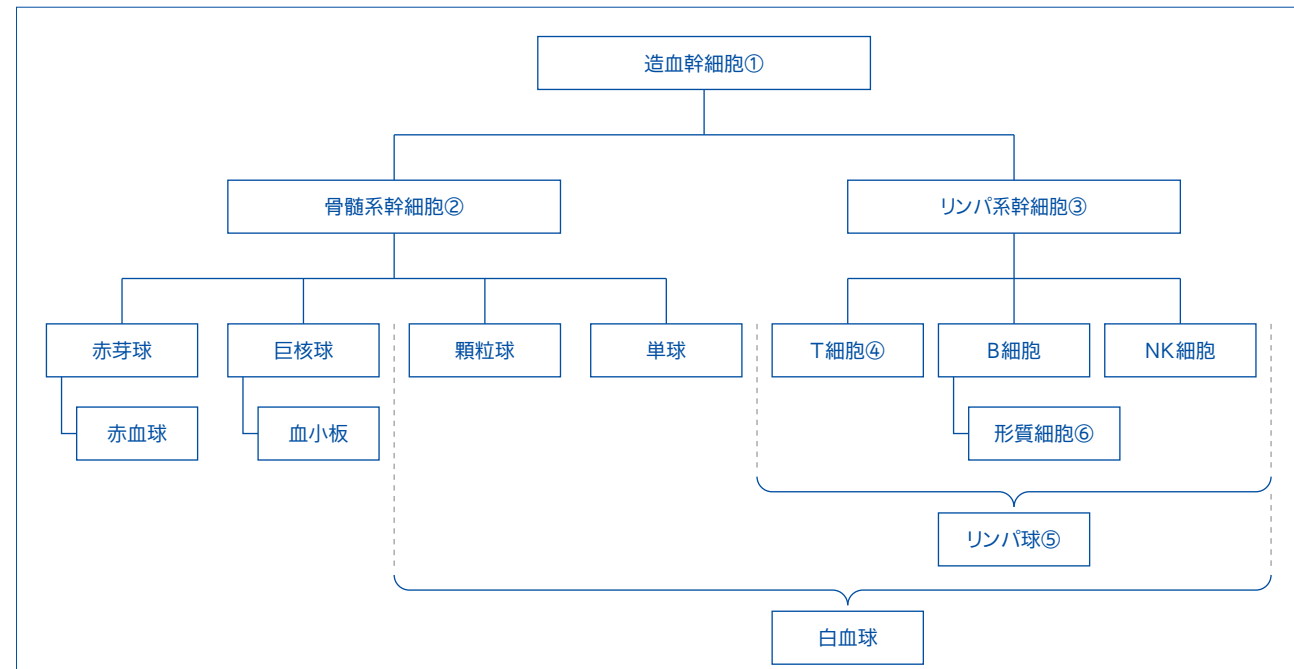 造血幹細胞①
骨髄系幹細胞②
リンパ系幹細胞③
赤芽球
巨核球
顆粒球
単球
T細胞④
B細胞
NK細胞
赤血球
血小板
形質細胞⑥
リンパ球⑤
白血球